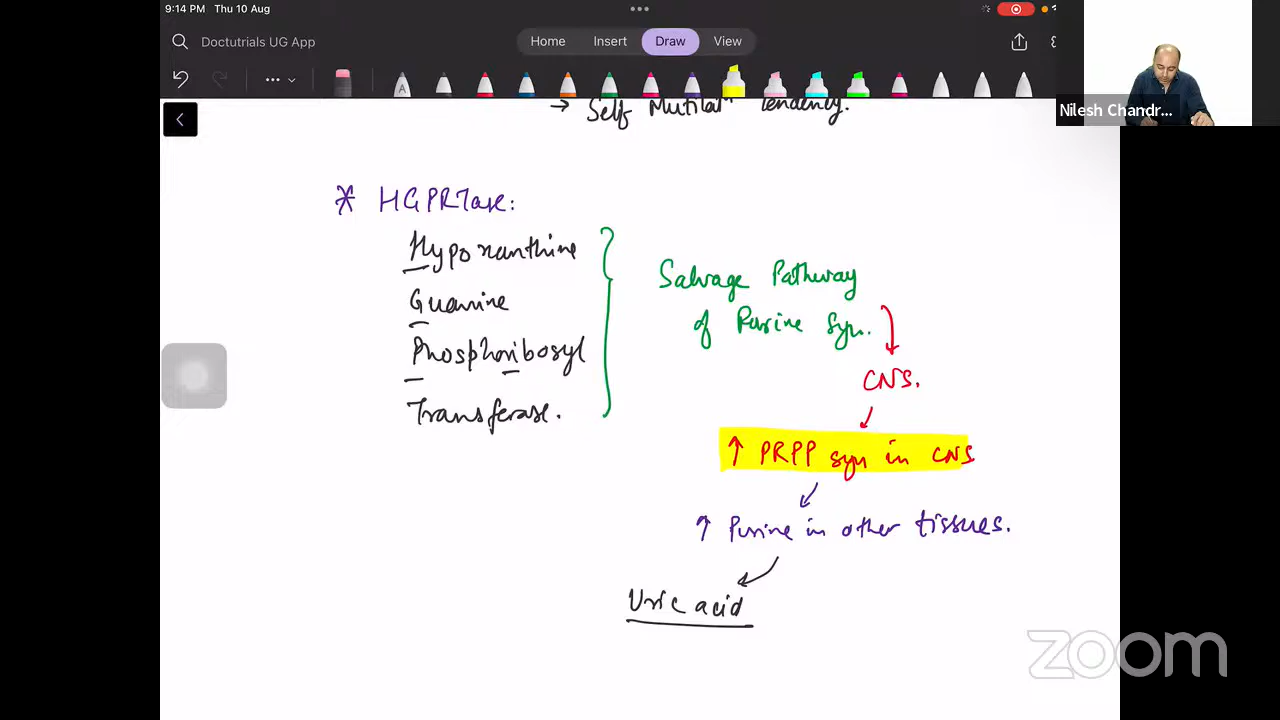 9:14 PM Thu 10 Aug
Doctutrials UG App
Home Insert Draw View
A
Nilesh Chandr...
→ Self Mutilatn Tendency.
* HGPRTase:
Hypoxanthine
Guanine
Phosphoribosyl
Transferase.
Salvage Pathway
of Purine Syn.
CNS.
↑ PRPP syn in CNS
↑ Purine in other tissues.
Uric acid
zoom